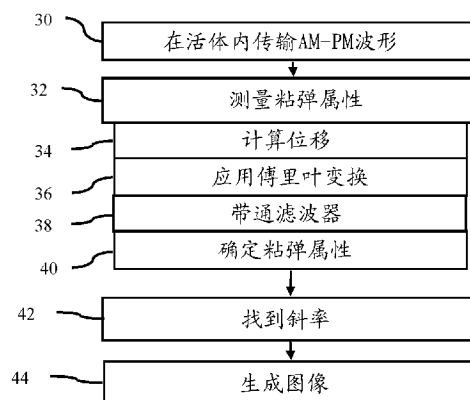 30 在活体内传输AM-PM波形
32 测量粘弹属性
34 计算位移
36 应用傅里叶变换
38 带通滤波器
40 确定粘弹属性
42 找到斜率
44 生成图像